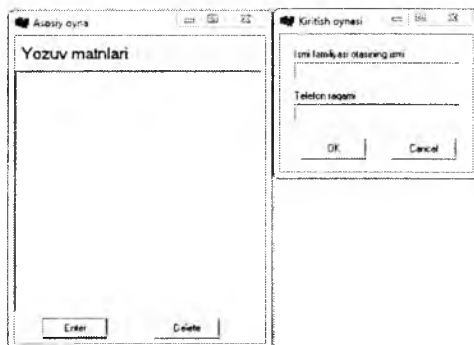 Asosiy oyna
Yozuv matnlari
Enter
Delete
Kiritish oynasi
Ismi familiyasi otasining ismi
Telefon raqami
OK
Cancel